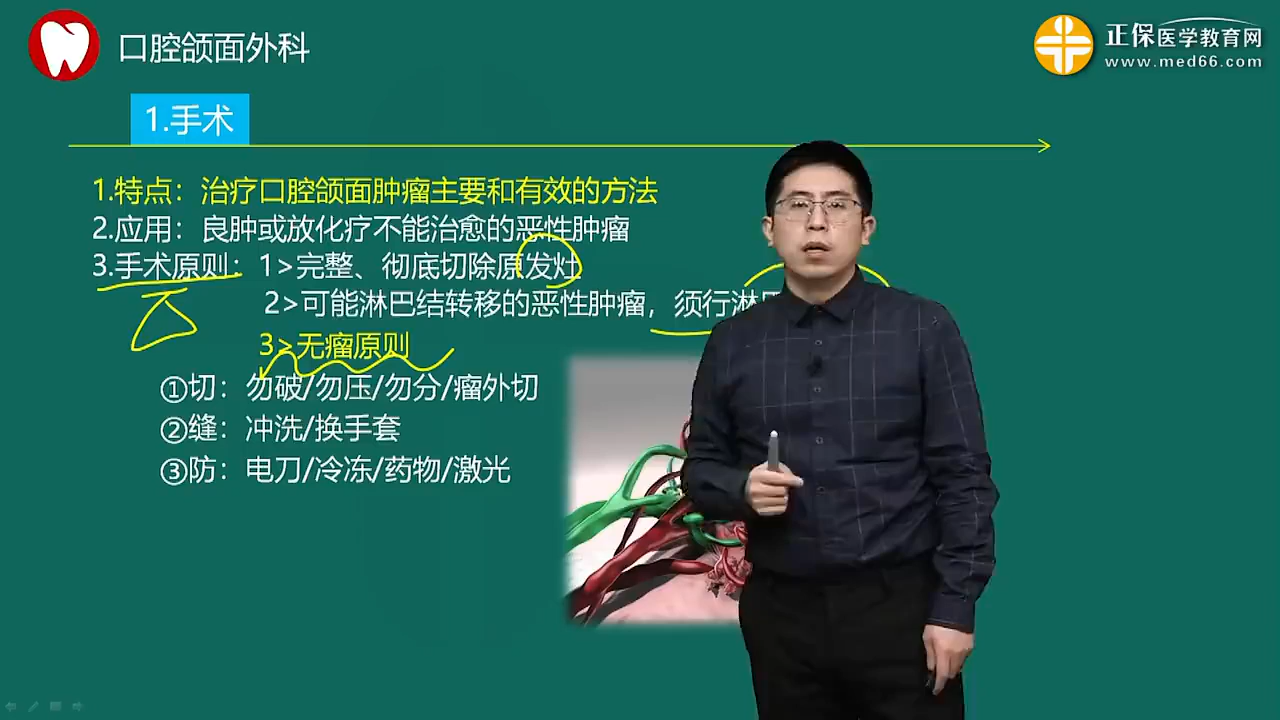 口腔颌面外科
正保医学教育网
www.med66.com
1.手术
1.特点：治疗口腔颌面肿瘤主要和有效的方法
2.应用：良肿或放化疗不能治愈的恶性肿瘤
3.手术原则：1>完整、彻底切除原发灶
2>可能淋巴结转移的恶性肿瘤，须行淋
3>无瘤原则
①切：勿破/勿压/勿分/瘤外切
②缝：冲洗/换手套
③防：电刀/冷冻/药物/激光